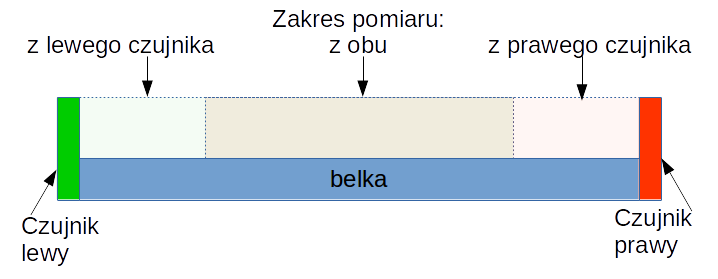 Zakres pomiaru:
z lewego czujnika
z obu
z prawego czujnika
belka
Czujnik
lewy
Czujnik
prawy